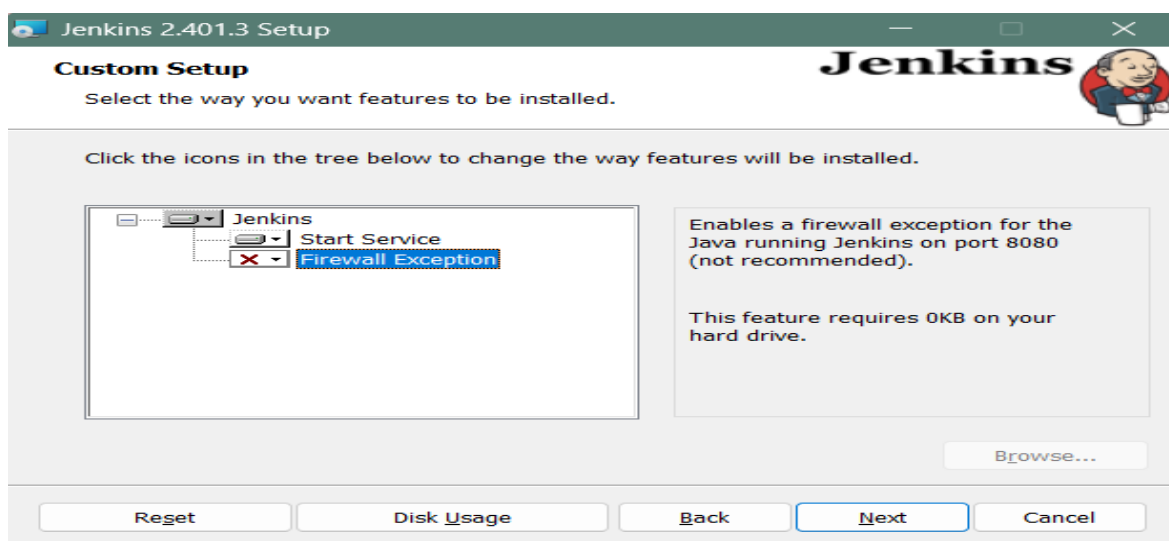 Jenkins 2.401.3 Setup
Custom Setup
Jenkins
Select the way you want features to be installed.
Click the icons in the tree below to change the way features will be installed.
Jenkins
Start Service
Firewall Exception
Enables a firewall exception for the
Java running Jenkins on port 8080
(not recommended).
This feature requires 0KB on your
hard drive.
Browse...
Reset
Disk Usage
Back
Next
Cancel